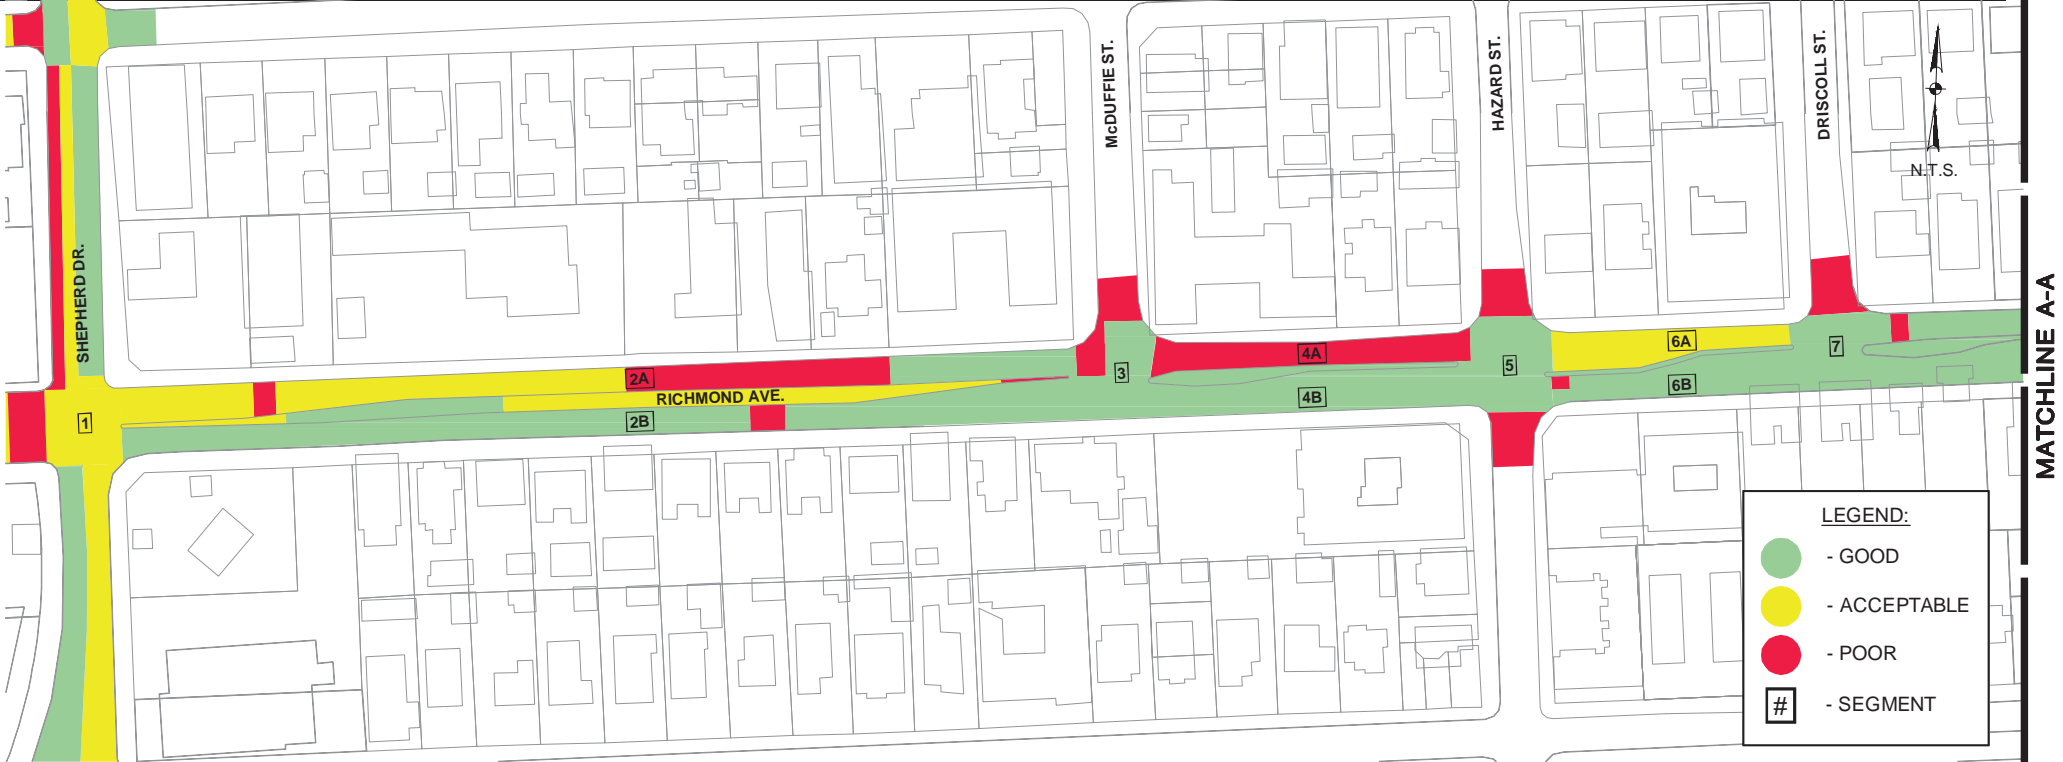 SHEPHERD DR.
McDUFFIE ST.
HAZARD ST.
DRISCOLL ST.
N.T.S.
MATCHLINE A-A
1
2A
RICHMOND AVE.
2B
3
4A
4B
5
6A
6B
7
LEGEND:
- GOOD
- ACCEPTABLE
- POOR
# - SEGMENT